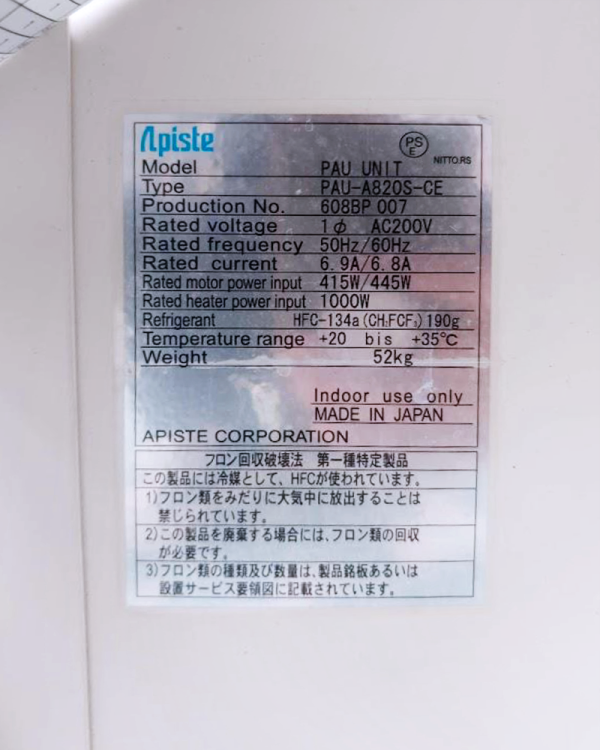 Apiste
PS
E
NITTO.RS
Model PAU UNIT
Type PAU-A820S-CE
Production No. 608BP 007
Rated voltage 1φ AC200V
Rated frequency 50Hz/60Hz
Rated current 6.9A/6.8A
Rated motor power input 415W/445W
Rated heater power input 1000W
Refrigerant HFC-134a(CH₂FCF₃)190g
Temperature range +20 bis +35℃
Weight 52kg
Indoor use only
MADE IN JAPAN
APISTE CORPORATION
フロン回収破壊法 第一種特定製品
この製品には冷媒として、HFCが使われています。
1)フロン類をみだりに大気中に放出することは
禁じられています。
2)この製品を廃棄する場合には、フロン類の回収
が必要です。
3)フロン類の種類及び数量は、製品銘板あるいは
設置サービス要領図に記載されています。